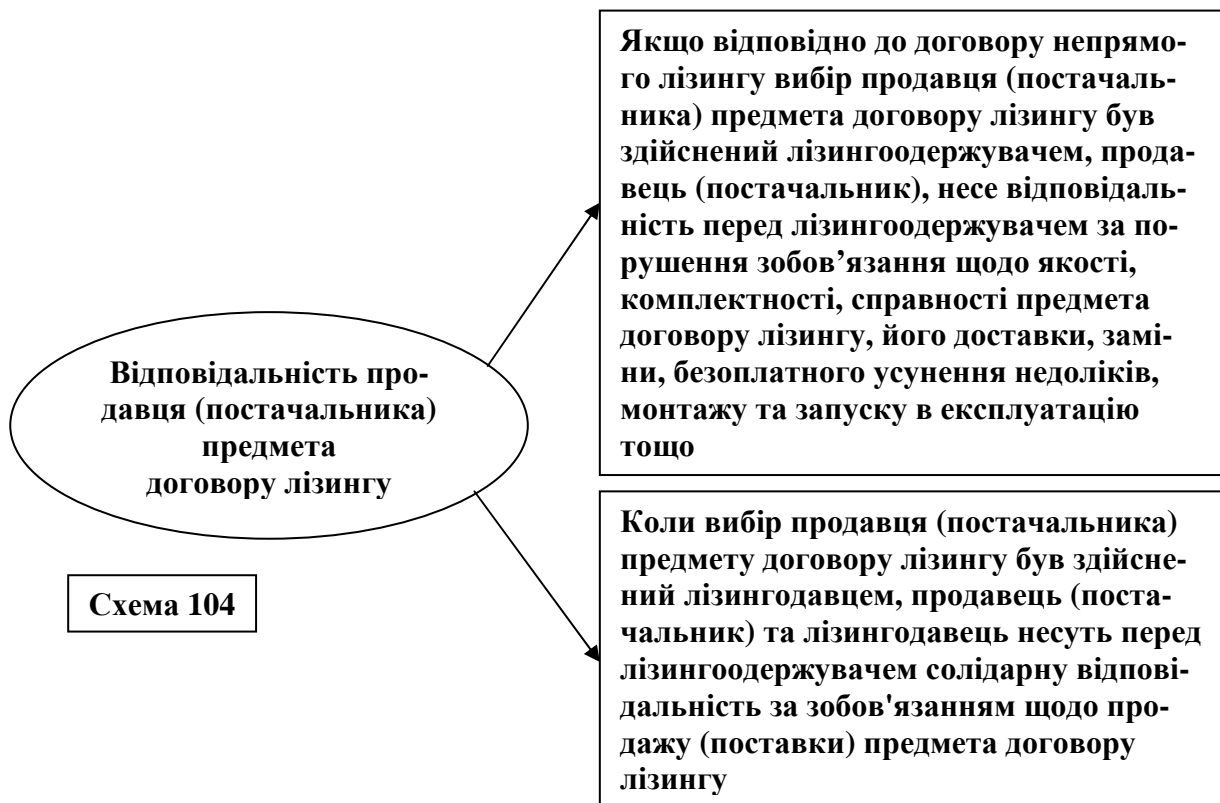 Якщо відповідно до договору непрямо-
го лізингу вибір продавця (постачаль-
ника) предмета договору лізингу був
здійснений лізингоодержувачем, прода-
вець (постачальник), несе відповідаль-
ність перед лізингоодержувачем за по-
рушення зобов’язання щодо якості,
комплектності, справності предмета
договору лізингу, його доставки, замі-
ни, безоплатного усунення недоліків,
монтажу та запуску в експлуатацію
тощо
Відповідальність про-
давця (постачальника)
предмета
договору лізингу
Коли вибір продавця (постачальника)
предмету договору лізингу був здійсне-
ний лізингодавцем, продавець (поста-
чальник) та лізингодавець несуть перед
лізингоодержувачем солідарну відпові-
дальність за зобов'язанням щодо про-
дажу (поставки) предмета договору
лізингу
Схема 104